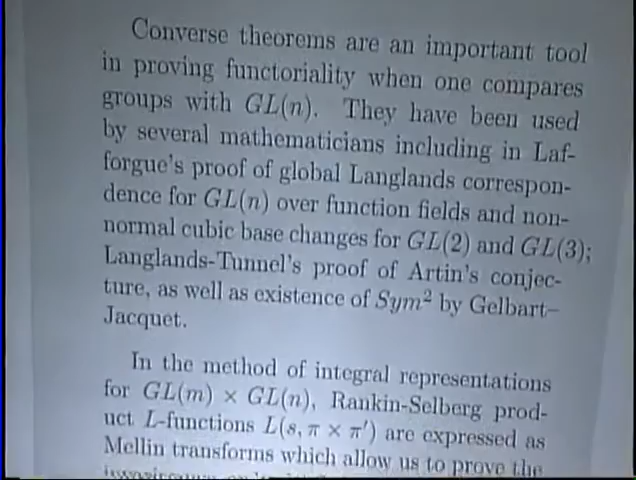 Converse theorems are an important tool
in proving functoriality when one compares
groups with GL(n). They have been used
by several mathematicians including in Laf-
forgue's proof of global Langlands correspon-
dence for GL(n) over function fields and non-
normal cubic base changes for GL(2) and GL(3);
Langlands-Tunnel's proof of Artin's conjec-
ture, as well as existence of Sym² by Gelbart–
Jacquet.
In the method of integral representations
for GL(m) × GL(n), Rankin-Selberg prod-
uct L-functions L(s, π × π′) are expressed as
Mellin transforms which allow us to prove the